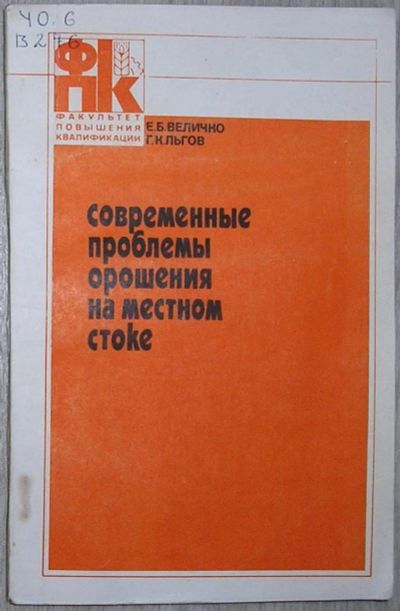 40.6
В 276
ФПК
ФАКУЛЬТЕТ
ПОВЫШЕНИЯ
КВАЛИФИКАЦИИ
Е.Б.ВЕЛИЧКО
Г.К.ЛЬГОВ
современные
проблемы
орошения
на местном
стоке